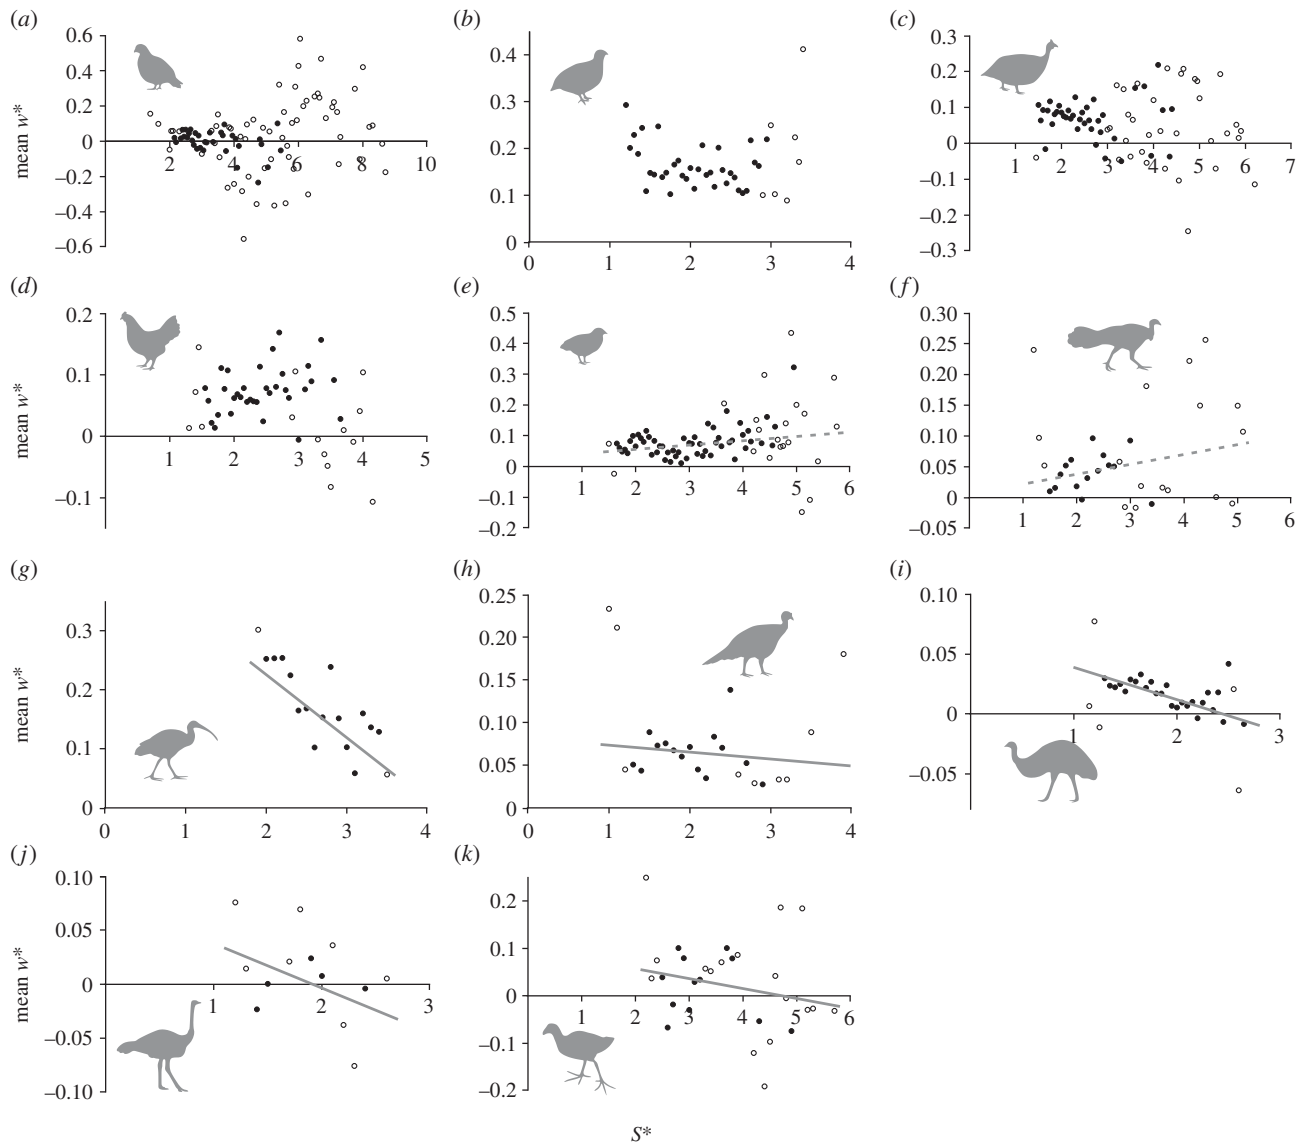 (a) (b) (c)
0.6 0.4 0.2 0 –0.2 –0.4 –0.6
mean w*
2 4 6 8 10
0.4 0.3 0.2 0.1 0
0 1 2 3 4
0.3 0.2 0.1 0 –0.1 –0.2 –0.3
1 2 3 4 5 6 7
(d) (e) (f)
0.2 0.1 0 –0.1
mean w*
1 2 3 4 5
0.5 0.4 0.3 0.2 0.1 0 –0.1 –0.2
1 2 3 4 5 6
0.30 0.25 0.20 0.15 0.10 0.05 0 –0.05
1 2 3 4 5 6
(g) (h) (i)
0.3 0.2 0.1 0
mean w*
0 1 2 3 4
0.25 0.20 0.15 0.10 0.05 0
0 1 2 3 4
0.10 0.05 0 –0.05
1 2 3
(j) (k)
0.10 0.05 0 –0.05 –0.10
mean w*
1 2 3
0.2 0.1 0 –0.1 –0.2
1 2 3 4 5 6
S*